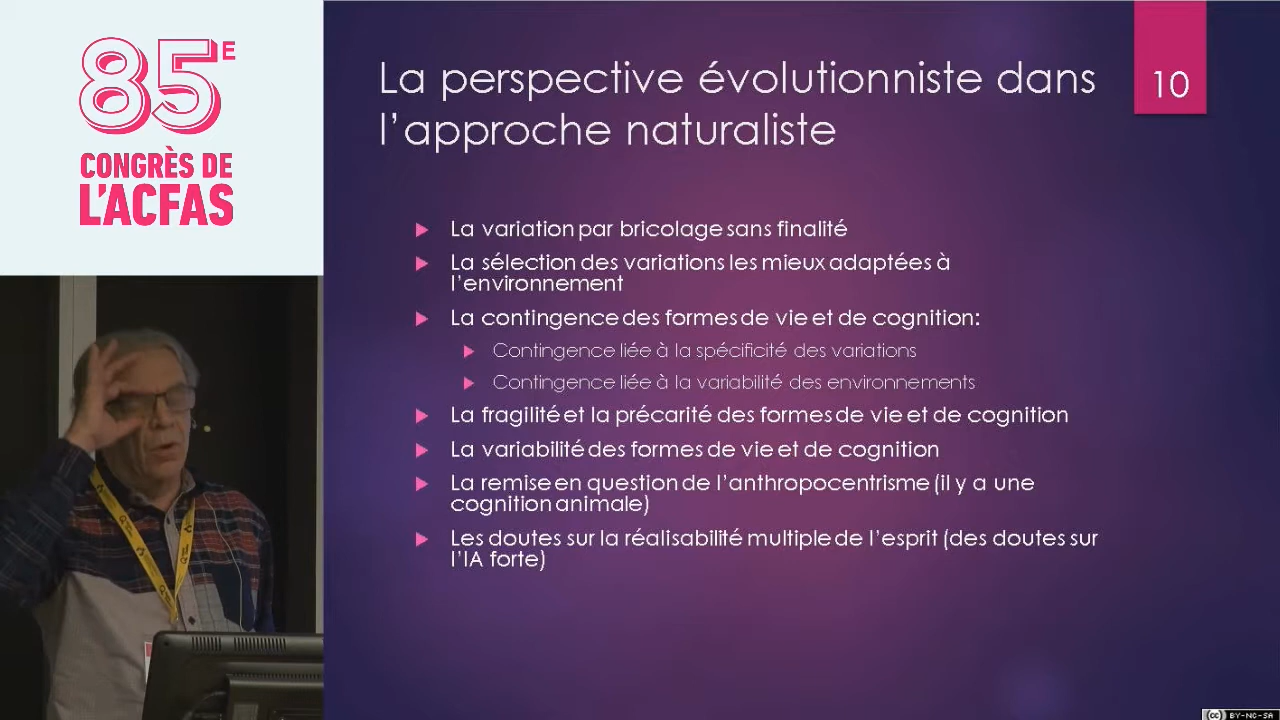 85E
CONGRÈS DE
L'ACFAS
La perspective évolutionniste dans
l'approche naturaliste
10
La variation par bricolage sans finalité
La sélection des variations les mieux adaptées à
l'environnement
La contingence des formes de vie et de cognition:
Contingence liée à la spécificité des variations
Contingence liée à la variabilité des environnements
La fragilité et la précarité des formes de vie et de cognition
La variabilité des formes de vie et de cognition
La remise en question de l'anthropocentrisme (il y a une
cognition animale)
Les doutes sur la réalisabilité multiple de l'esprit (des doutes sur
l'IA forte)
cc BY-NC-SA